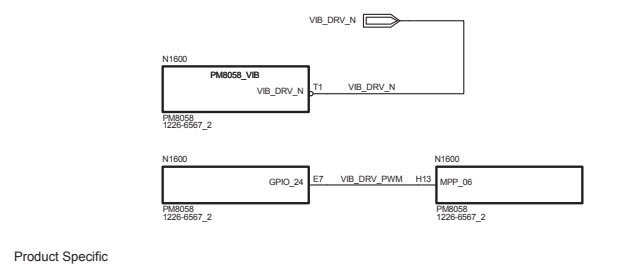 VIB_DRV_N
N1600
PM8058_VIB
VIB_DRV_N T1 VIB_DRV_N
PM8058
1226-6567_2
N1600 N1600
GPIO_24 E7 VIB_DRV_PWM H13 MPP_06
PM8058 PM8058
1226-6567_2 1226-6567_2
Product Specific